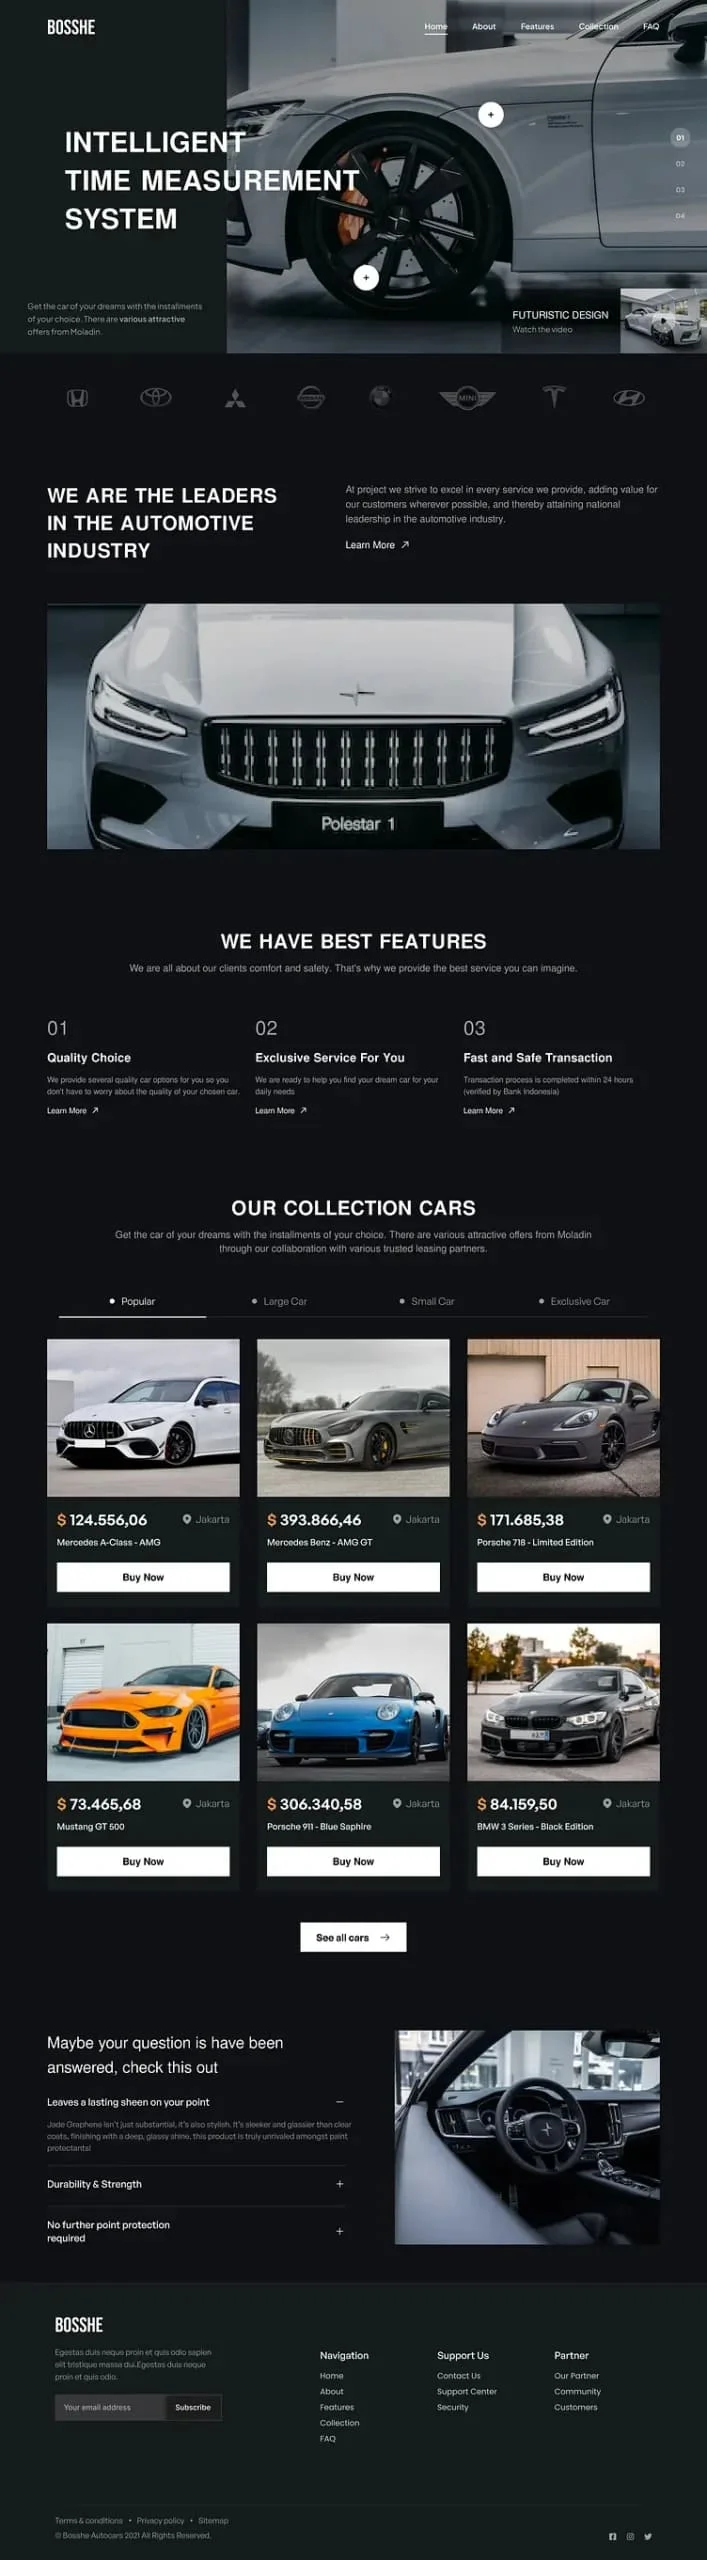 BOSSHE
Home About Features Collection FAQ
INTELLIGENT
TIME MEASUREMENT
SYSTEM
01
02
03
04
Get the car of your dreams with the installments
of your choice. There are various attractive
offers from Moladin.
FUTURISTIC DESIGN
Watch the video
MINI
WE ARE THE LEADERS
IN THE AUTOMOTIVE
INDUSTRY
At project we strive to excel in every service we provide, adding value for
our customers wherever possible, and thereby attaining national
leadership in the automotive industry.
Learn More
Polestar 1
WE HAVE BEST FEATURES
We are all about our clients comfort and safety. That's why we provide the best service you can imagine.
01
Quality Choice
We provide several quality car options for you so you
don't have to worry about the quality of your chosen car.
Learn More
02
Exclusive Service For You
We are ready to help you find your dream car for your
daily needs
Learn More
03
Fast and Safe Transaction
Transaction process is completed within 24 hours
(verified by Bank Indonesia)
Learn More
OUR COLLECTION CARS
Get the car of your dreams with the installments of your choice. There are various attractive offers from Moladin
through our collaboration with various trusted leasing partners.
Popular Large Car Small Car Exclusive Car
$ 124.556,06 Jakarta
Mercedes A-Class - AMG
Buy Now
$ 393.866,46 Jakarta
Mercedes Benz - AMG GT
Buy Now
$ 171.685,38 Jakarta
Porsche 718 - Limited Edition
Buy Now
$ 73.465,68 Jakarta
Mustang GT 500
Buy Now
$ 306.340,58 Jakarta
Porsche 911 - Blue Saphire
Buy Now
$ 84.159,50 Jakarta
BMW 3 Series - Black Edition
Buy Now
See all cars
Maybe your question is have been
answered, check this out
Leaves a lasting sheen on your point
Jade Graphene isn't just substantial, it's also stylish. It's sleeker and glassier than clear
coats, finishing with a deep, glassy shine, this product is truly unrivaled amongst paint
protectants!
Durability & Strength
No further point protection
required
BOSSHE
Egestas duis neque proin et quis odio sapien
elit tristique massa dui.Egestas duis neque
proin et quis odio.
Your email address Subscribe
Navigation
Home
About
Features
Collection
FAQ
Support Us
Contact Us
Support Center
Security
Partner
Our Partner
Community
Customers
Terms & conditions • Privacy policy • Sitemap
© Bosshe Autocars 2021 All Rights Reserved.